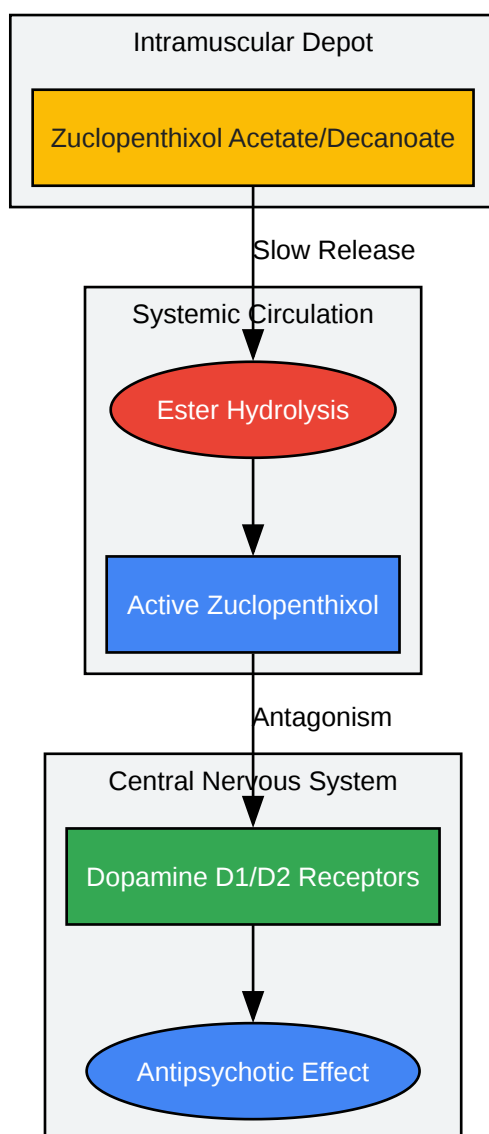 Intramuscular Depot
Zuclopenthixol Acetate/Decanoate
Slow Release
Systemic Circulation
Ester Hydrolysis
Active Zuclopenthixol
Antagonism
Central Nervous System
Dopamine D1/D2 Receptors
Antipsychotic Effect